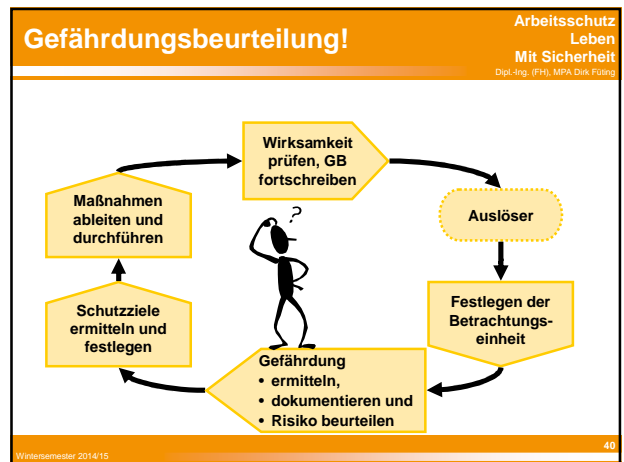 Gefährdungsbeurteilung!
Arbeitsschutz
Leben
Mit Sicherheit
Dipl.-Ing. (FH), MPA Dirk Füting
Wirksamkeit
prüfen, GB
fortschreiben
Auslöser
Festlegen der
Betrachtungs-
einheit
Gefährdung
• ermitteln,
• dokumentieren und
• Risiko beurteilen
Schutzziele
ermitteln und
festlegen
Maßnahmen
ableiten und
durchführen
?
Wintersemester 2014/15
40